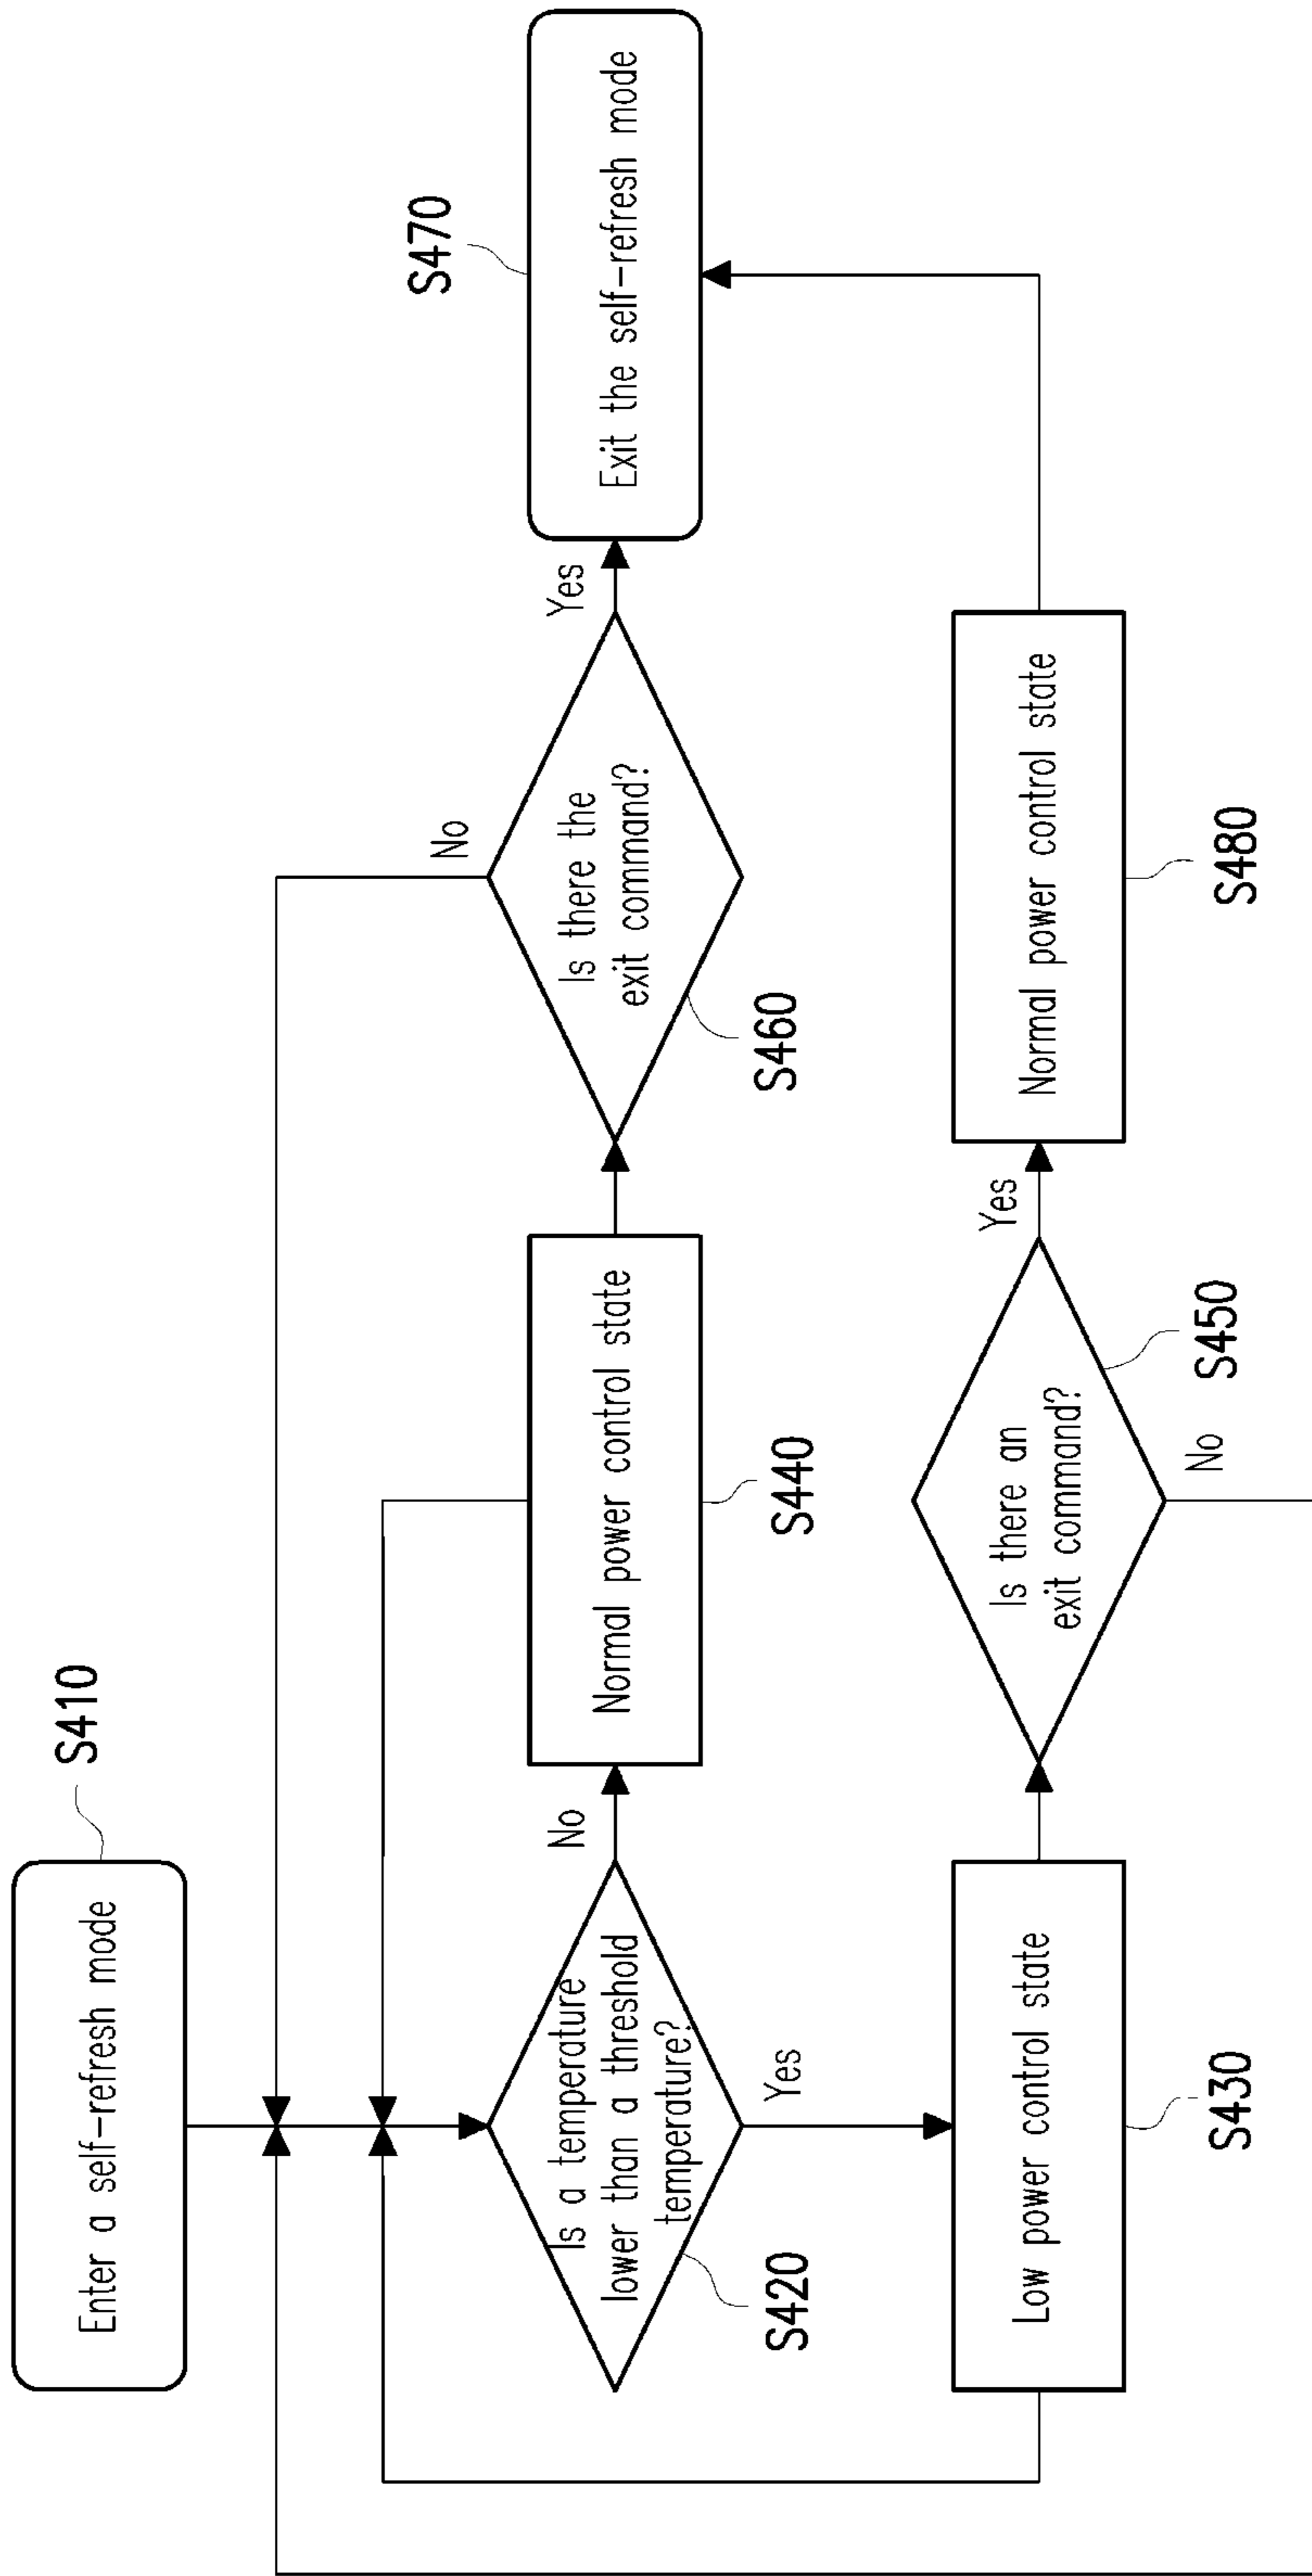 S410
Enter a self-refresh mode
Is a temperature
lower than a threshold
temperature?
S420
No
Yes
Normal power control state
S440
Is there the
exit command?
S460
No
Yes
Exit the self-refresh mode
S470
Low power control state
S430
Is there an
exit command?
S450
No
Yes
Normal power control state
S480